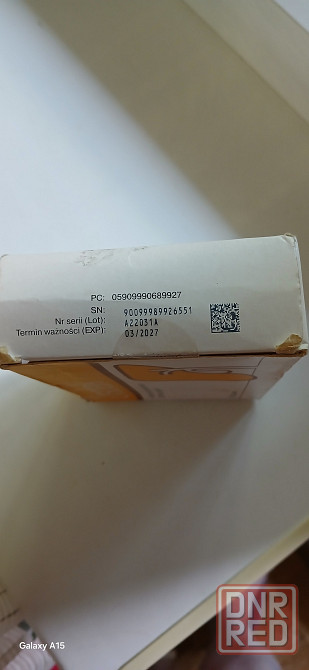 PC: 05909990689927
SN: 90099989926551
Nr serii (Lot): A22031A
Termin ważności (EXP): 03/2027
Galaxy A15
DNR
RED